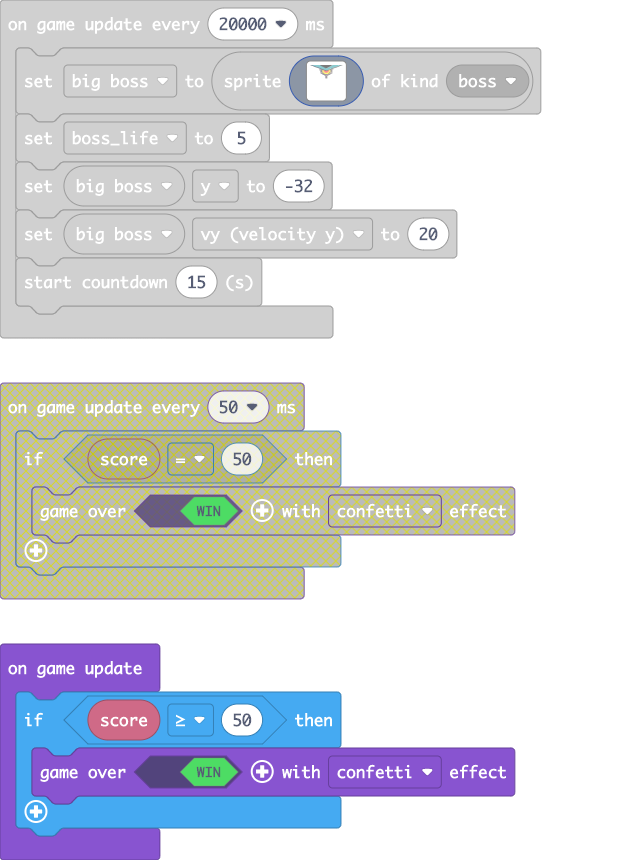 on game update every 20000 ms
set big boss to sprite of kind boss
set boss_life to 5
set big boss y to -32
set big boss vy (velocity y) to 20
start countdown 15 (s)
on game update every 50 ms
if score = 50 then
game over WIN with confetti effect
on game update
if score ≥ 50 then
game over WIN with confetti effect